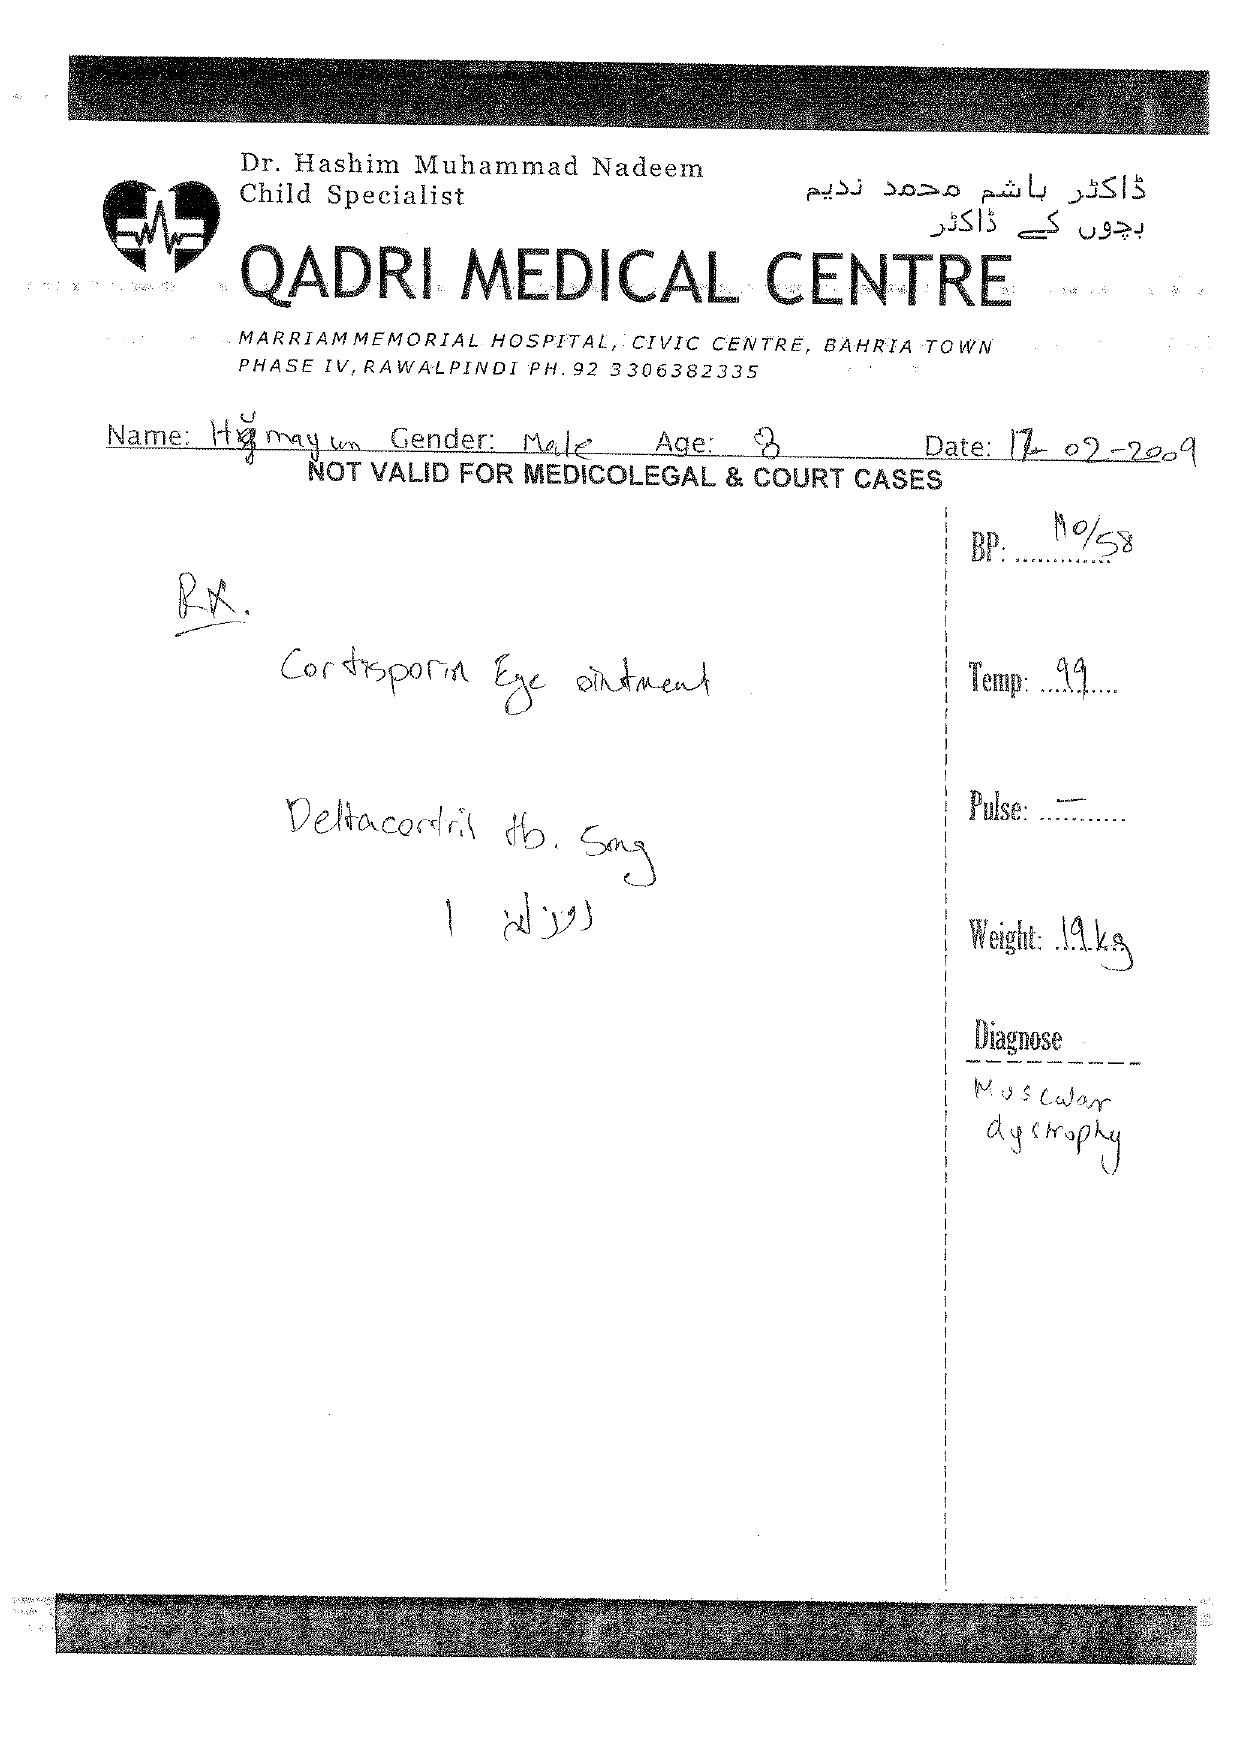 Dr. Hashim Muhammad Nadeem
Child Specialist
ڈاکٹر ہاشم محمد ندیم
بچوں کے ڈاکٹر
QADRI MEDICAL CENTRE
MARRIAM MEMORIAL HOSPITAL, CIVIC CENTRE, BAHRIA TOWN
PHASE IV, RAWALPINDI PH. 92 3306382335
Name: Humayun Gender: Male Age: 8 Date: 17-02-2009
NOT VALID FOR MEDICOLEGAL & COURT CASES
BP: 110/58
Rx.
Cortisporin Eye ointment
Temp: 99
Deltacortril tb. 5mg
Pulse: —
1 روزانہ
Weight: 19 kg
Diagnose
Muscular
dystrophy